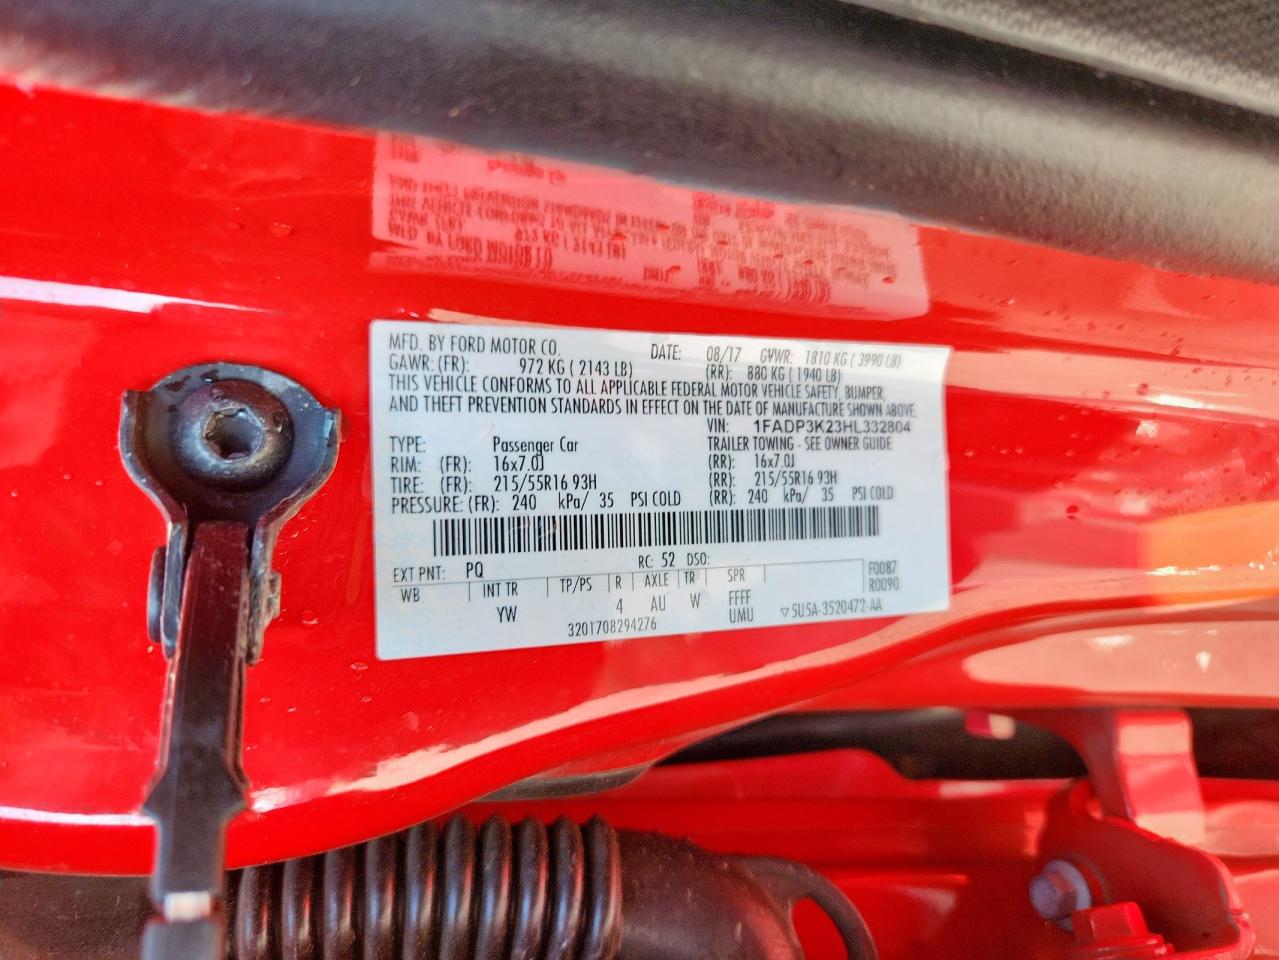 MFD. BY FORD MOTOR CO. DATE: 08/17 GVWR: 1810 KG ( 3990 LB)
GAWR: (FR): 972 KG ( 2143 LB) (RR): 880 KG ( 1940 LB)
THIS VEHICLE CONFORMS TO ALL APPLICABLE FEDERAL MOTOR VEHICLE SAFETY, BUMPER,
AND THEFT PREVENTION STANDARDS IN EFFECT ON THE DATE OF MANUFACTURE SHOWN ABOVE.
VIN: 1FADP3K23HL332804
TYPE: Passenger Car TRAILER TOWING - SEE OWNER GUIDE
RIM: (FR): 16x7.0J (RR): 16x7.0J
TIRE: (FR): 215/55R16 93H (RR): 215/55R16 93H
PRESSURE: (FR): 240 kPa/ 35 PSI COLD (RR): 240 kPa/ 35 PSI COLD
EXT PNT: PQ RC: 52 DSO: F0087
WB INT TR TP/PS R AXLE TR SPR R0090
YW 4 AU W FFFF
3201708294276 UMU ▽5U5A-3520472-AA